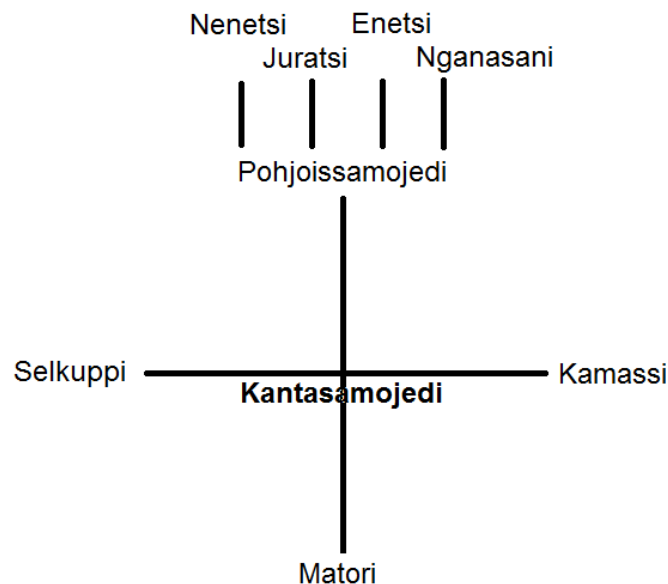 Nenetsi
Enetsi
Juratsi
Nganasani
Pohjoissamojedi
Selkuppi
Kamassi
Kantasamojedi
Matori